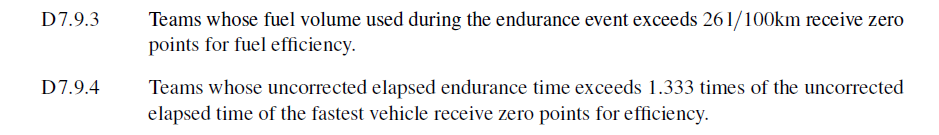 D7.9.3 Teams whose fuel volume used during the endurance event exceeds 26 l/100km receive zero
points for fuel efficiency.
D7.9.4 Teams whose uncorrected elapsed endurance time exceeds 1.333 times of the uncorrected
elapsed time of the fastest vehicle receive zero points for efficiency.